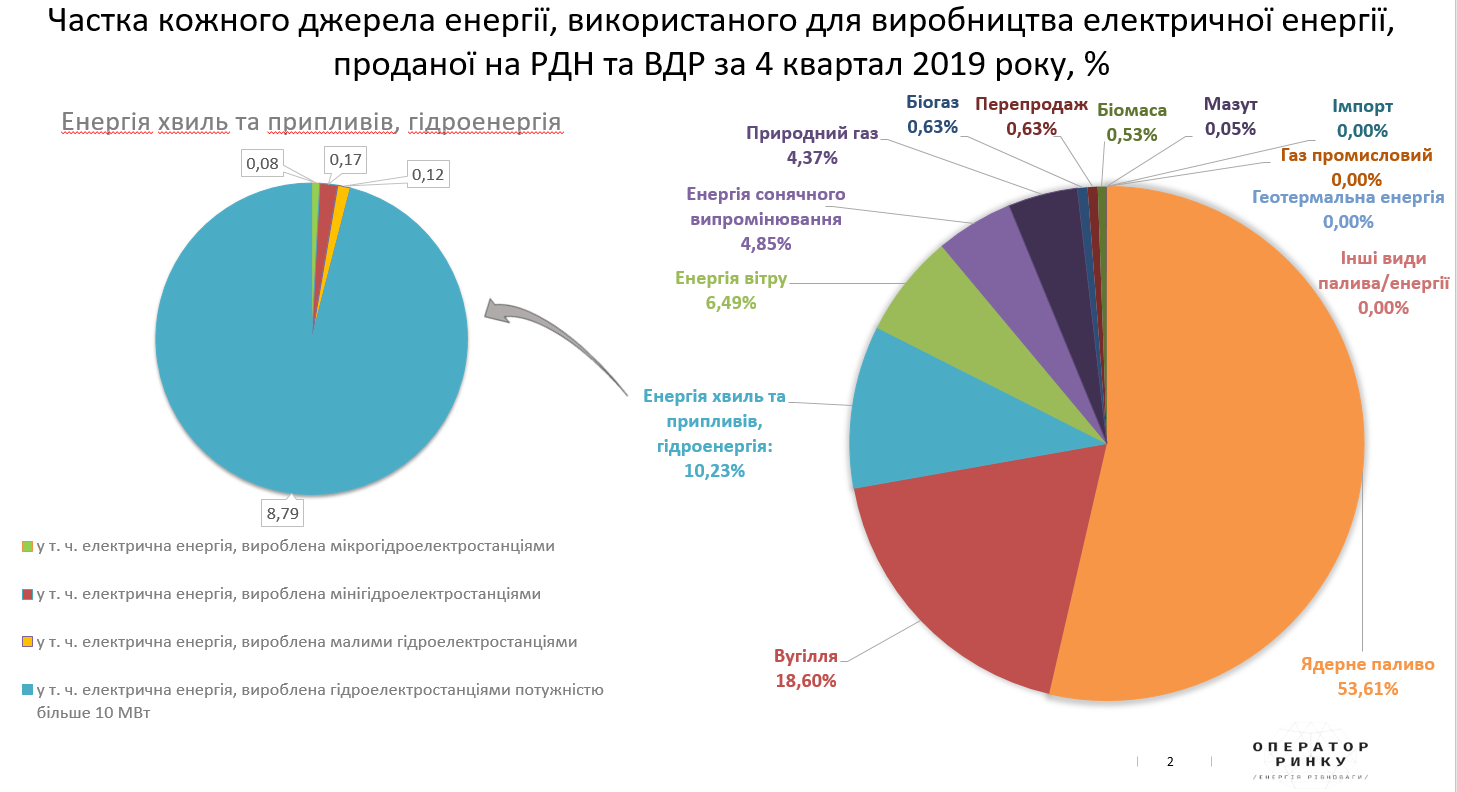 Частка кожного джерела енергії, використаного для виробництва електричної енергії,
проданої на РДН та ВДР за 4 квартал 2019 року, %
Енергія хвиль та припливів, гідроенергія
0,08
0,17
0,12
8,79
у т. ч. електрична енергія, вироблена мікрогідроелектростанціями
у т. ч. електрична енергія, вироблена мінігідроелектростанціями
у т. ч. електрична енергія, вироблена малими гідроелектростанціями
у т. ч. електрична енергія, вироблена гідроелектростанціями потужністю
більше 10 МВт
Біогаз
0,63%
Перепродаж
0,63%
Біомаса
0,53%
Мазут
0,05%
Імпорт
0,00%
Природний газ
4,37%
Газ промисловий
0,00%
Енергія сонячного
випромінювання
4,85%
Геотермальна енергія
0,00%
Енергія вітру
6,49%
Інші види
палива/енергії
0,00%
Енергія хвиль та
припливів,
гідроенергія:
10,23%
Вугілля
18,60%
Ядерне паливо
53,61%
2
ОПЕРАТОР
РИНКУ
/ЕНЕРГІЯ РІВНОВАГИ/